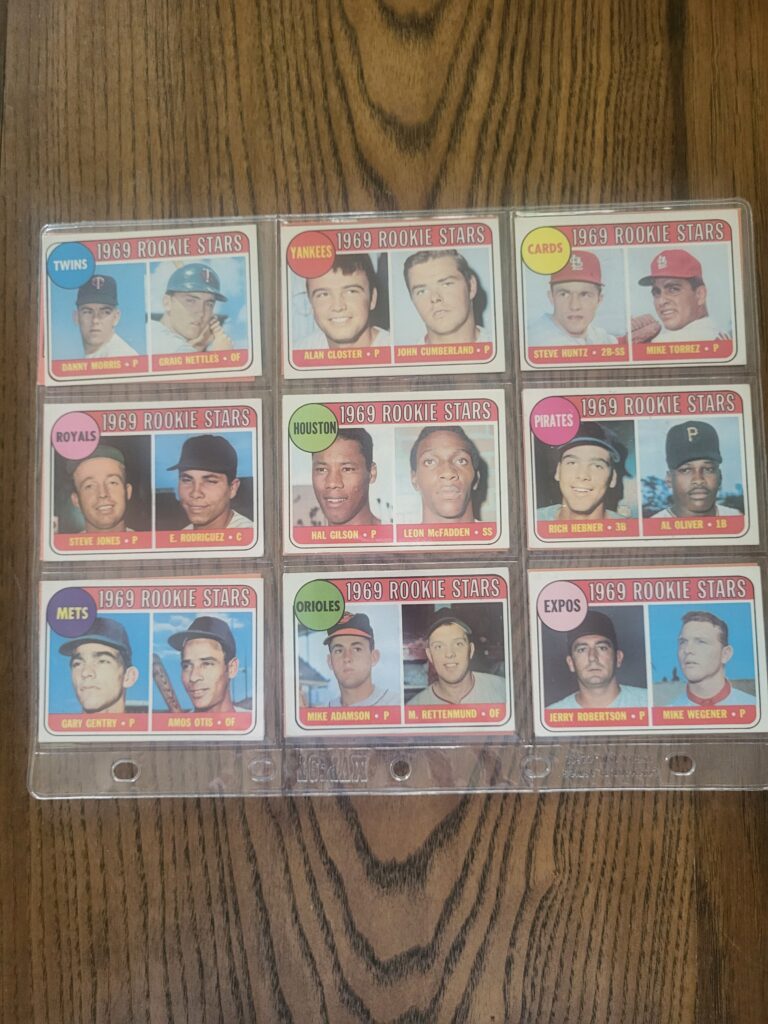 1969 ROOKIE STARS
TWINS
DANNY MORRIS • P GRAIG NETTLES • OF
1969 ROOKIE STARS
YANKEES
ALAN CLOSTER • P JOHN CUMBERLAND • P
1969 ROOKIE STARS
CARDS
STEVE HUNTZ • 2B-SS MIKE TORREZ • P
1969 ROOKIE STARS
ROYALS
STEVE JONES • P E. RODRIGUEZ • C
1969 ROOKIE STARS
HOUSTON
HAL GILSON • P LEON McFADDEN • SS
1969 ROOKIE STARS
PIRATES
P
RICH HEBNER • 3B AL OLIVER • 1B
1969 ROOKIE STARS
METS
GARY GENTRY • P AMOS OTIS • OF
1969 ROOKIE STARS
ORIOLES
MIKE ADAMSON • P M. RETTENMUND • OF
1969 ROOKIE STARS
EXPOS
JERRY ROBERTSON • P MIKE WEGENER • P